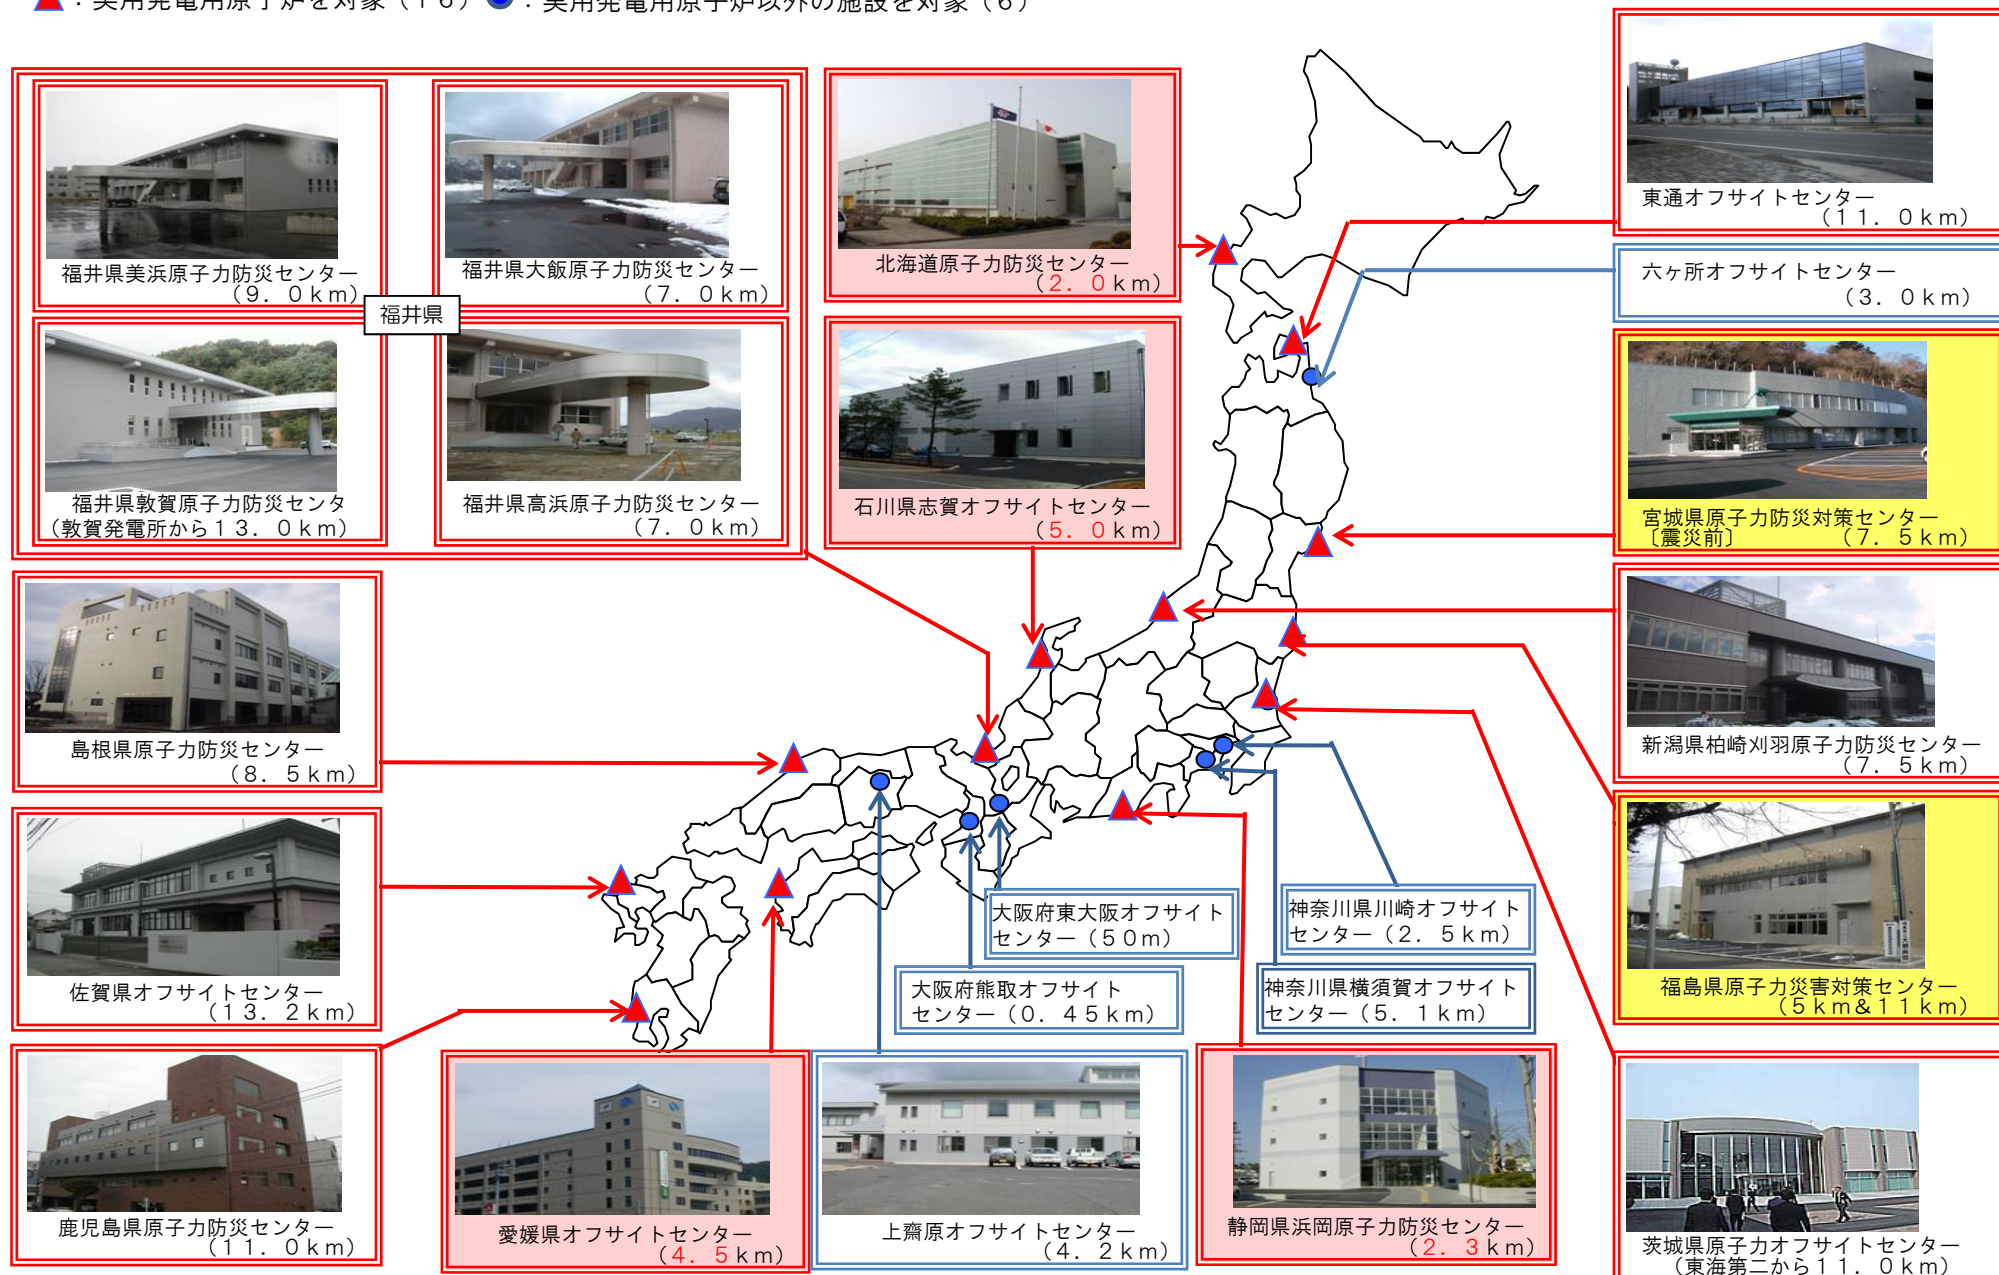 ▲：実用発電用原子炉を対象（１６）●：実用発電用原子炉以外の施設を対象（６）
福井県美浜原子力防災センター
（９．０ｋｍ）
福井県大飯原子力防災センター
（７．０ｋｍ）
福井県
福井県敦賀原子力防災センタ
（敦賀発電所から１３．０ｋｍ）
福井県高浜原子力防災センター
（７．０ｋｍ）
北海道原子力防災センター
（２．０ｋｍ）
石川県志賀オフサイトセンター
（５．０ｋｍ）
東通オフサイトセンター
（１１．０ｋｍ）
六ヶ所オフサイトセンター
（３．０ｋｍ）
宮城県原子力防災対策センター
〔震災前〕　（７．５ｋｍ）
新潟県柏崎刈羽原子力防災センター
（７．５ｋｍ）
福島県原子力災害対策センター
（５ｋｍ＆１１ｋｍ）
茨城県原子力オフサイトセンター
（東海第二から１１．０ｋｍ）
島根県原子力防災センター
（８．５ｋｍ）
佐賀県オフサイトセンター
（１３．２ｋｍ）
鹿児島県原子力防災センター
（１１．０ｋｍ）
愛媛県オフサイトセンター
（４．５ｋｍ）
上齋原オフサイトセンター
（４．２ｋｍ）
静岡県浜岡原子力防災センター
（２．３ｋｍ）
大阪府東大阪オフサイト
センター（５０ｍ）
大阪府熊取オフサイト
センター（０．４５ｋｍ）
神奈川県川崎オフサイト
センター（２．５ｋｍ）
神奈川県横須賀オフサイト
センター（５．１ｋｍ）